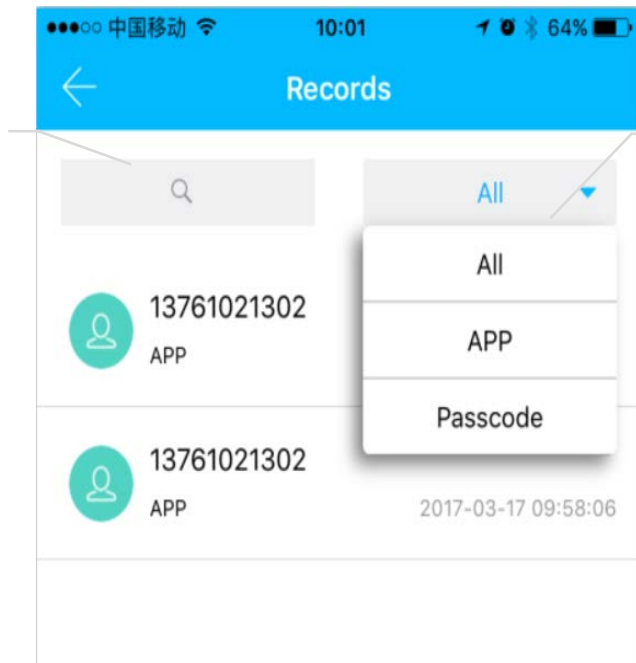 中国移动 10:01 64%
Records
All
All
APP
Passcode
13761021302
APP
13761021302
APP 2017-03-17 09:58:06